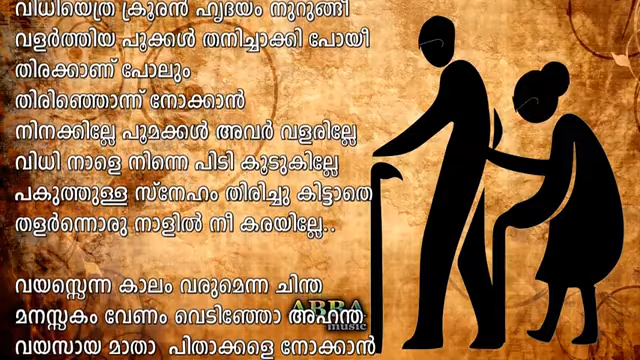 വിധിയെത്ര ക്രൂരൻ ഹൃദയം നുറുങ്ങീ
വളർത്തിയ പൂക്കൾ തനിച്ചാക്കി പോയീ
തിരക്കാണ് പോലും
തിരിഞ്ഞൊന്ന് നോക്കാൻ
നിനക്കില്ലേ പൂമക്കൾ അവർ വളരില്ലേ
വിധി നാളെ നിന്നെ പിടി കൂടുകില്ലേ
പകുത്തുള്ള സ്നേഹം തിരിച്ചു കിട്ടാതെ
തളർന്നൊരു നാളിൽ നീ കരയില്ലേ..
വയസ്സെന്ന കാലം വരുമെന്ന ചിന്ത
മനസ്സകം വേണം വെടിഞ്ഞോ അഹന്ത
ABBA music
വയസായ മാതാ പിതാക്കളെ നോക്കാൻ